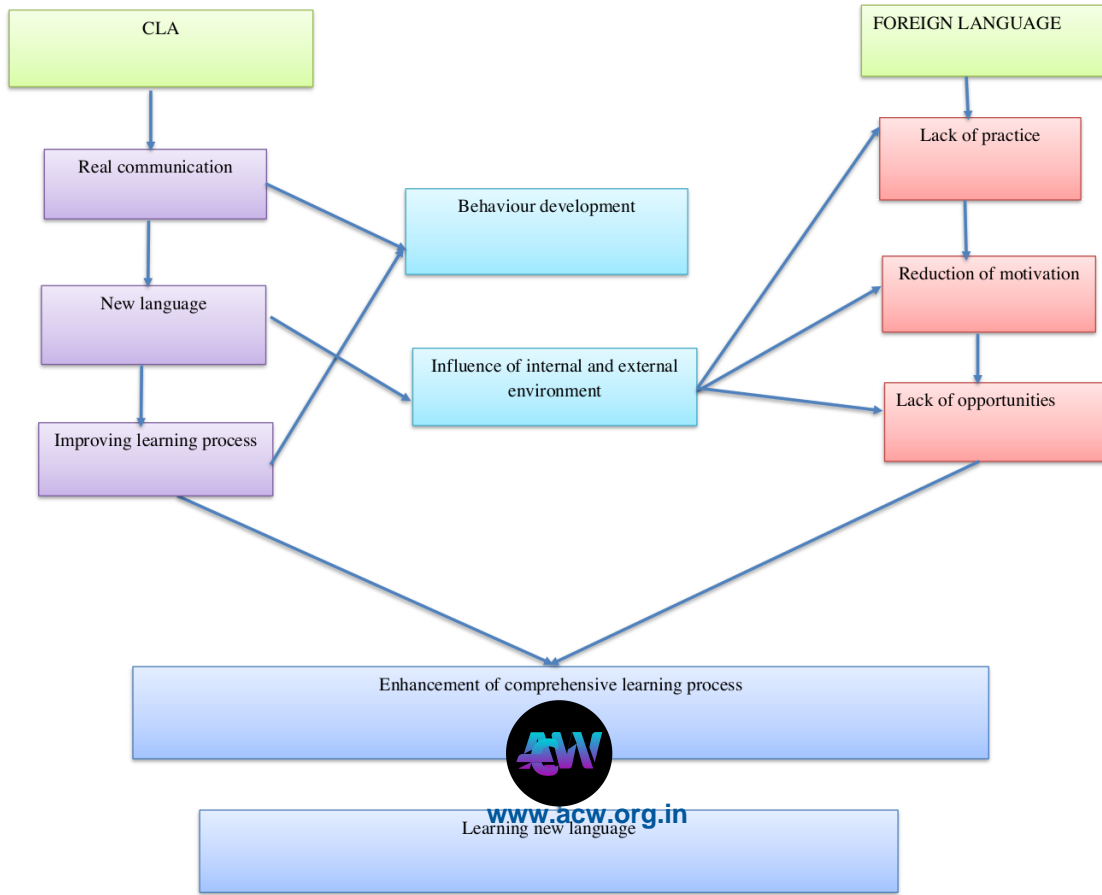 CLA
FOREIGN LANGUAGE
Real communication
Lack of practice
Behaviour development
New language
Reduction of motivation
Influence of internal and external
environment
Improving learning process
Lack of opportunities
Enhancement of comprehensive learning process
ACW
www.acw.org.in
Learning new language